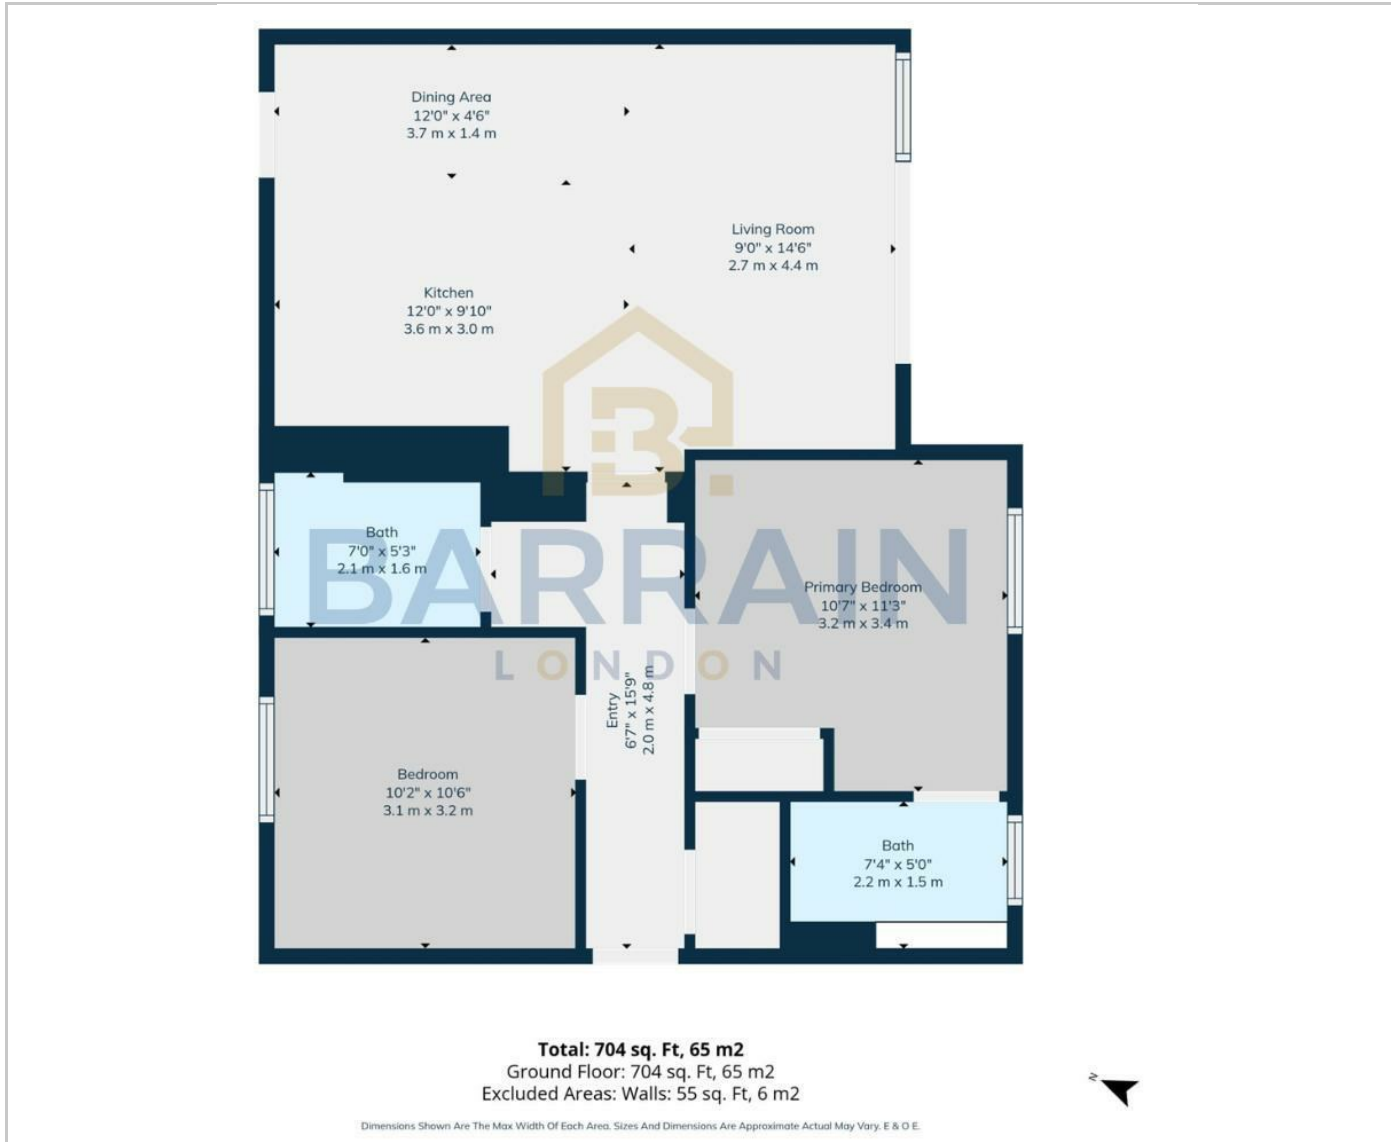 Dining Area
12'0" x 4'6"
3.7 m x 1.4 m
Living Room
9'0" x 14'6"
2.7 m x 4.4 m
Kitchen
12'0" x 9'10"
3.6 m x 3.0 m
B.
Bath
7'0" x 5'3"
2.1 m x 1.6 m
BARRAIN
LONDON
Primary Bedroom
10'7" x 11'3"
3.2 m x 3.4 m
Entry
6'7" x 15'9"
2.0 m x 4.8 m
Bedroom
10'2" x 10'6"
3.1 m x 3.2 m
Bath
7'4" x 5'0"
2.2 m x 1.5 m
Total: 704 sq. Ft, 65 m2
Ground Floor: 704 sq. Ft, 65 m2
Excluded Areas: Walls: 55 sq. Ft, 6 m2
Dimensions Shown Are The Max Width Of Each Area. Sizes And Dimensions Are Approximate Actual May Vary. E & O E.
N